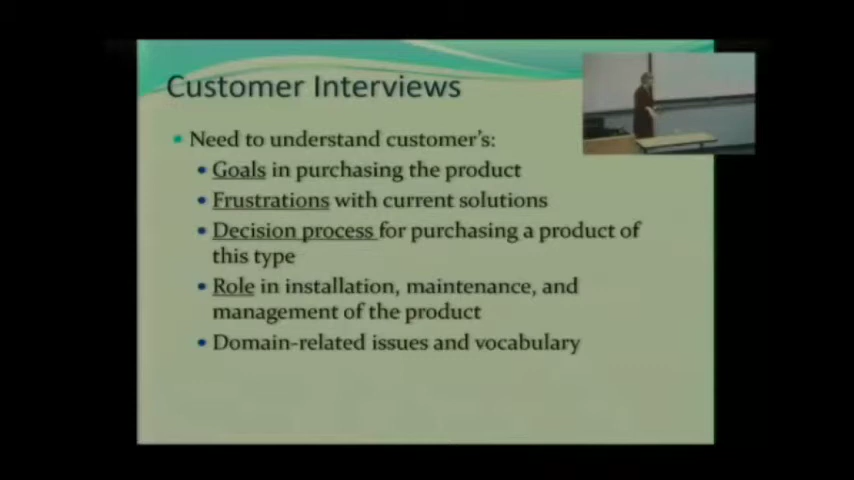 Customer Interviews
Need to understand customer's:
Goals in purchasing the product
Frustrations with current solutions
Decision process for purchasing a product of
this type
Role in installation, maintenance, and
management of the product
Domain-related issues and vocabulary